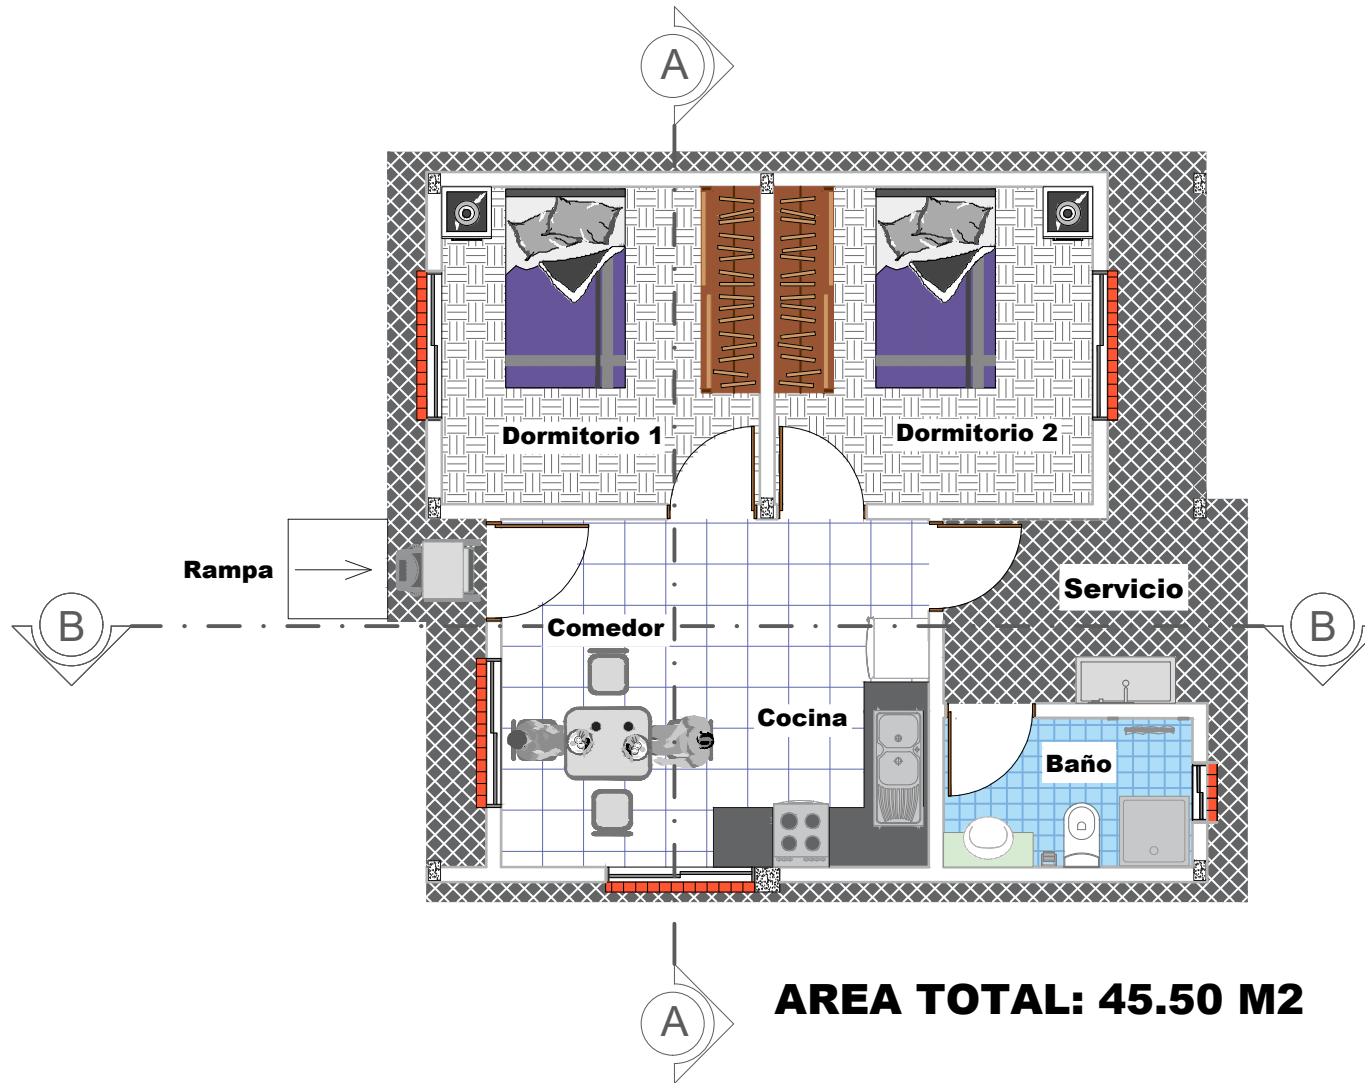 A
Dormitorio 1
Dormitorio 2
Rampa
Servicio
B
Comedor
B
Cocina
Baño
A
AREA TOTAL: 45.50 M2